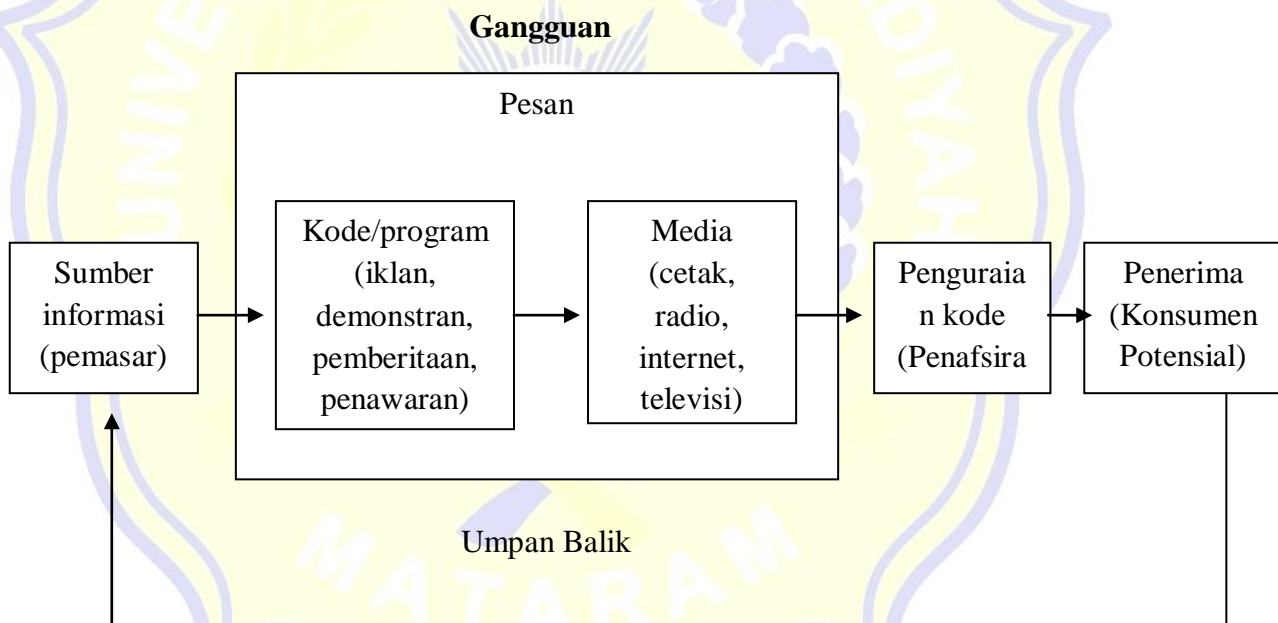 Gangguan
Pesan
Sumber
informasi
(pemasar)
Kode/program
(iklan,
demonstran,
pemberitaan,
penawaran)
Media
(cetak,
radio,
internet,
televisi)
Penguraia
n kode
(Penafsira
Penerima
(Konsumen
Potensial)
Umpan Balik
MATARAM